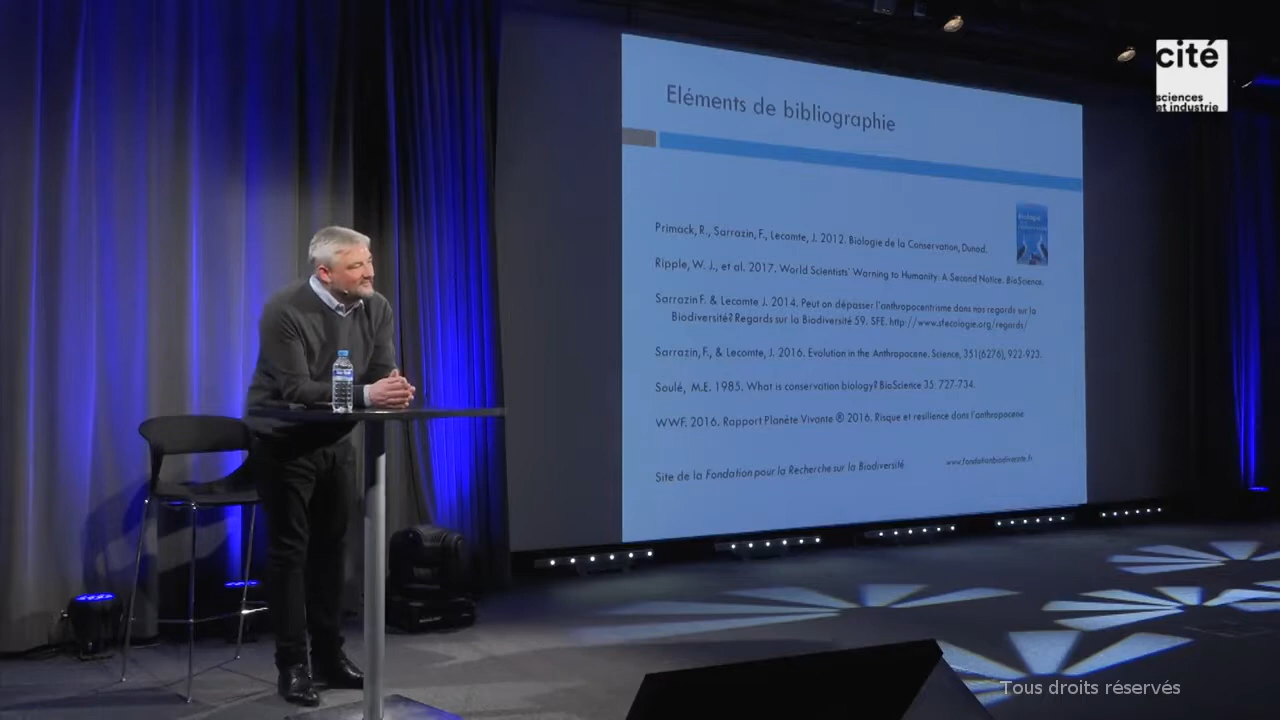 cité
sciences
et industrie
Eléments de bibliographie
Primack, R., Sarrazin, F., Lecomte, J. 2012. Biologie de la Conservation, Dunod.
Ripple, W. J., et al. 2017. World Scientists' Warning to Humanity: A Second Notice. BioScience.
Sarrazin F. & Lecomte J. 2014. Peut on dépasser l'anthropocentrisme dans nos regards sur la
Biodiversité? Regards sur la Biodiversité 59. SFE. http://www.sfecologie.org/regards/
Sarrazin, F., & Lecomte, J. 2016. Evolution in the Anthropocene. Science, 351(6276), 922-923.
Soulé, M.E. 1985. What is conservation biology? BioScience 35: 727-734.
WWF. 2016. Rapport Planète Vivante ® 2016. Risque et resilience dans l'anthropocene
Site de la Fondation pour la Recherche sur la Biodiversité www.fondationbiodiversite.fr
Tous droits réservés